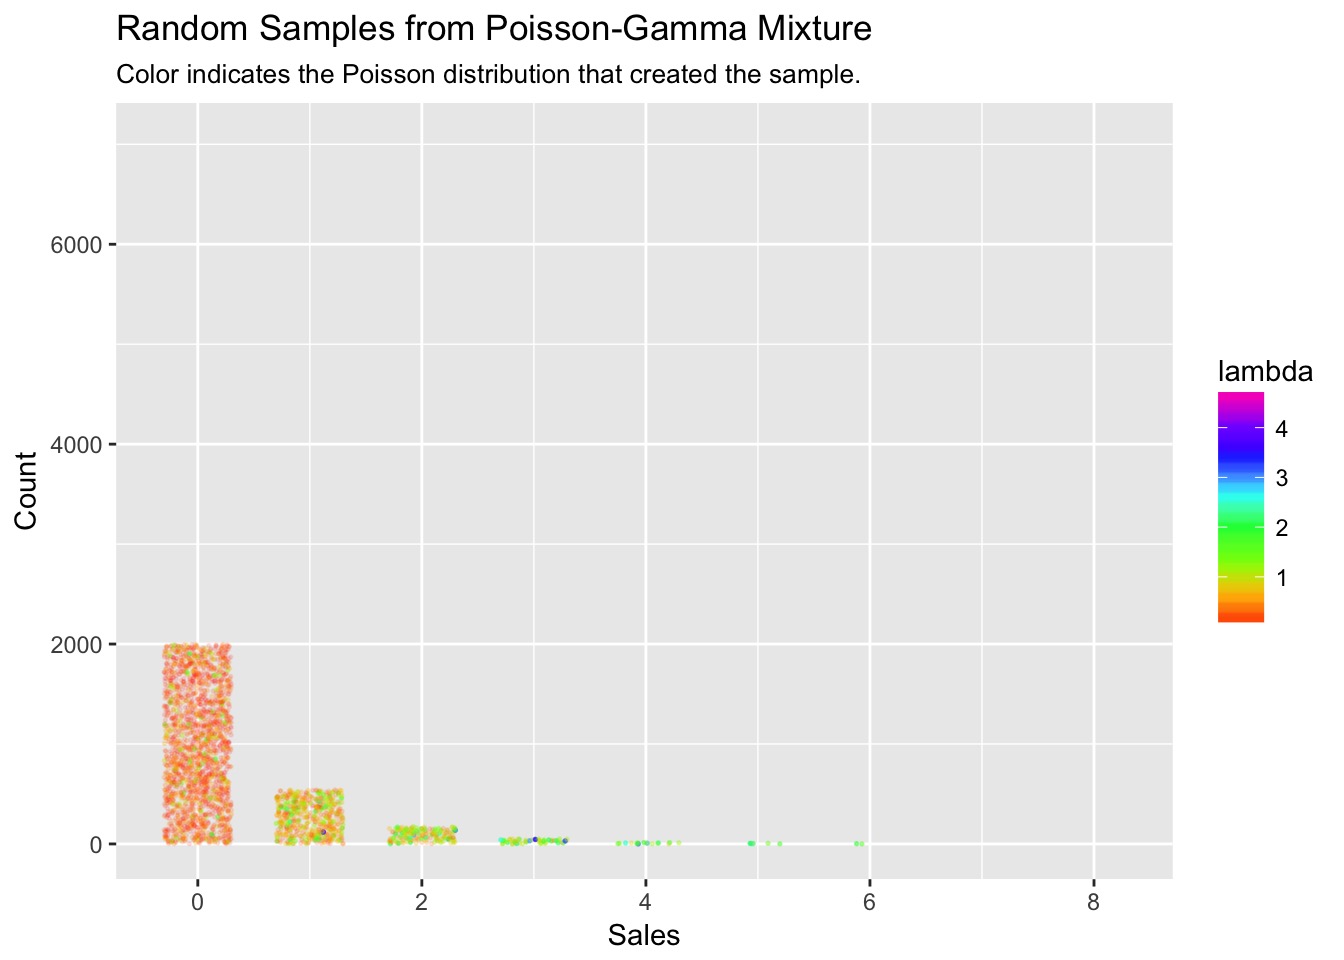 Random Samples from Poisson-Gamma Mixture
Color indicates the Poisson distribution that created the sample.
6000
4000
2000
0
Count
0 2 4 6 8
Sales
lambda
4
3
2
1